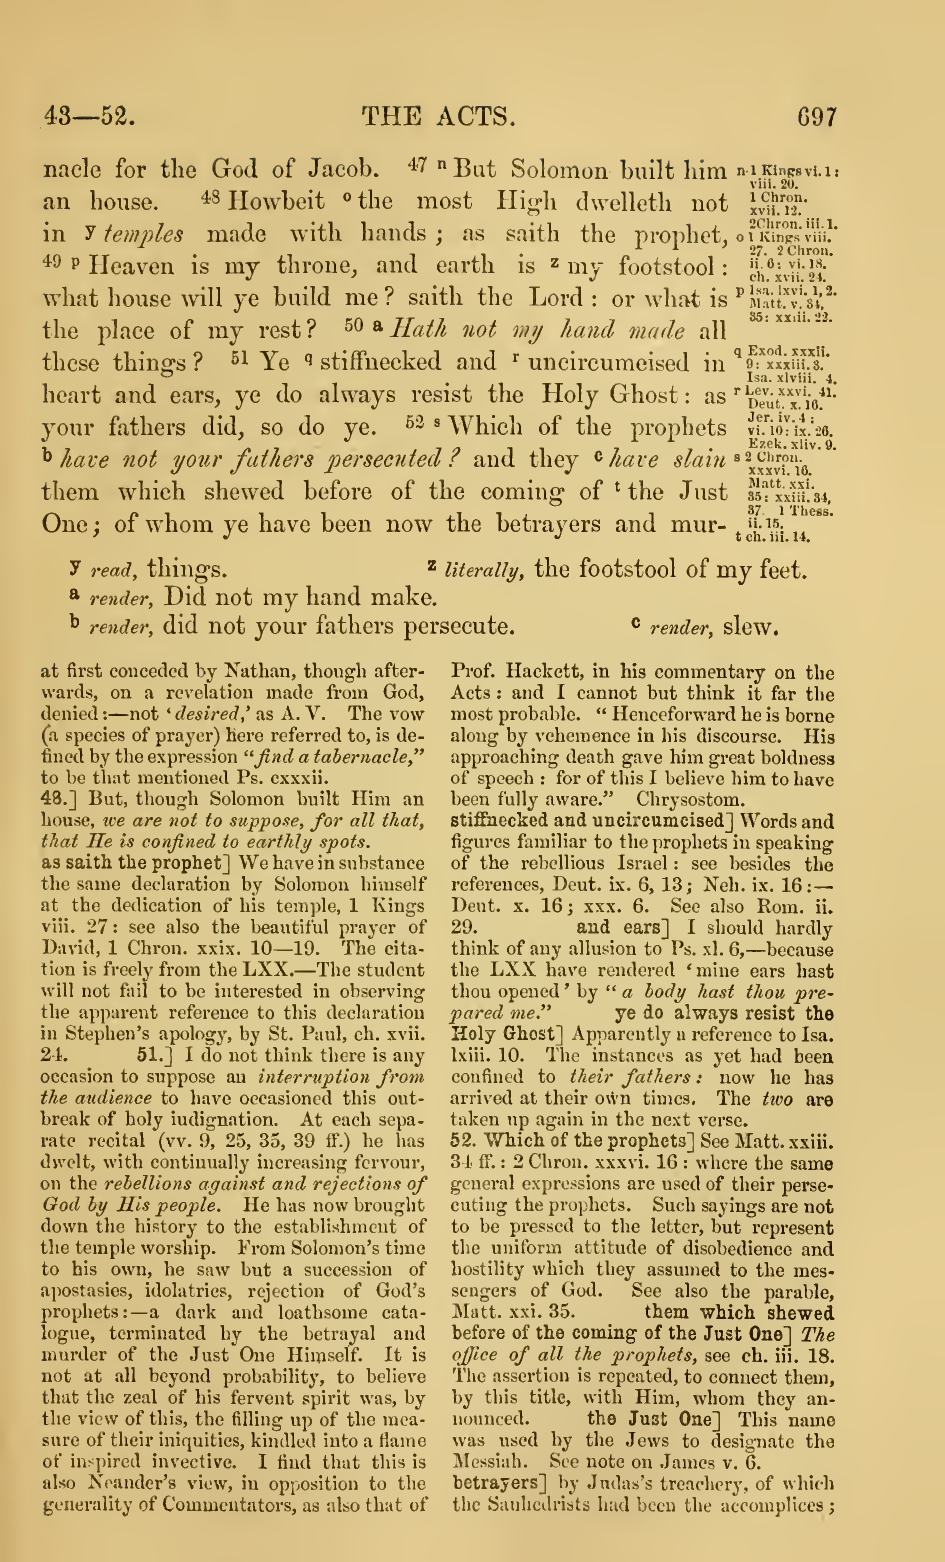 43—52. THE ACTS. 697
nacle for the God of Jacob. 47 n But Solomon built him
an house. 48 Howbeit o the most High dwelleth not
in y temples made with hands ; as saith the prophet,
49 p Heaven is my throne, and earth is z my footstool :
what house will ye build me ? saith the Lord : or what is
the place of my rest ? 50 a Hath not my hand made all
these things ? 51 Ye q stiffnecked and r uncircumcised in
heart and ears, ye do always resist the Holy Ghost : as
your fathers did, so do ye. 52 s Which of the prophets
b have not your fathers persecuted ? and they c have slain
them which shewed before of the coming of t the Just
One ; of whom ye have been now the betrayers and mur-
n 1 Kings vi. 1 :
viii. 20.
1 Chron.
xvii. 12.
2 Chron. iii. 1.
o 1 Kings viii.
27. 2 Chron.
ii. 6 : vi. 18.
ch. xvii. 24.
p Isa. lxvi. 1, 2.
Matt. v. 34,
35 : xxiii. 22.
q Exod. xxxii.
9 : xxxiii. 3.
Isa. xlviii. 4.
r Lev. xxvi. 41.
Deut. x. 16.
Jer. iv. 4 :
vi. 10 : ix. 26.
Ezek. xliv. 9.
s 2 Chron.
xxxvi. 16.
Matt. xxi.
35 : xxiii. 34,
37. 1 Thess.
ii. 15.
t ch. iii. 14.
y read, things. z literally, the footstool of my feet.
a render, Did not my hand make.
b render, did not your fathers persecute. c render, slew.
at first conceded by Nathan, though after-
wards, on a revelation made from God,
denied :—not ‘desired,’ as A. V. The vow
(a species of prayer) here referred to, is de-
fined by the expression “find a tabernacle,”
to be that mentioned Ps. cxxxii.
48.] But, though Solomon built Him an
house, we are not to suppose, for all that,
that He is confined to earthly spots.
as saith the prophet] We have in substance
the same declaration by Solomon himself
at the dedication of his temple, 1 Kings
viii. 27 : see also the beautiful prayer of
David, 1 Chron. xxix. 10—19. The cita-
tion is freely from the LXX.—The student
will not fail to be interested in observing
the apparent reference to this declaration
in Stephen's apology, by St. Paul, ch. xvii.
24. 51.] I do not think there is any
occasion to suppose an interruption from
the audience to have occasioned this out-
break of holy indignation. At each sepa-
rate recital (vv. 9, 25, 35, 39 ff.) he has
dwelt, with continually increasing fervour,
on the rebellions against and rejections of
God by His people. He has now brought
down the history to the establishment of
the temple worship. From Solomon's time
to his own, he saw but a succession of
apostasies, idolatries, rejection of God's
prophets :—a dark and loathsome cata-
logue, terminated by the betrayal and
murder of the Just One Himself. It is
not at all beyond probability, to believe
that the zeal of his fervent spirit was, by
the view of this, the filling up of the mea-
sure of their iniquities, kindled into a flame
of inspired invective. I find that this is
also Neander's view, in opposition to the
generality of Commentators, as also that of
Prof. Hackett, in his commentary on the
Acts : and I cannot but think it far the
most probable. “ Henceforward he is borne
along by vehemence in his discourse. His
approaching death gave him great boldness
of speech : for of this I believe him to have
been fully aware.” Chrysostom.
stiffnecked and uncircumcised] Words and
figures familiar to the prophets in speaking
of the rebellious Israel : see besides the
references, Deut. ix. 6, 13 ; Neh. ix. 16 :—
Deut. x. 16 ; xxx. 6. See also Rom. ii.
29. and ears] I should hardly
think of any allusion to Ps. xl. 6,—because
the LXX have rendered ‘mine ears hast
thou opened’ by “ a body hast thou pre-
pared me.” ye do always resist the
Holy Ghost] Apparently a reference to Isa.
lxiii. 10. The instances as yet had been
confined to their fathers : now he has
arrived at their own times. The two are
taken up again in the next verse.
52. Which of the prophets] See Matt. xxiii.
34 ff. : 2 Chron. xxxvi. 16 : where the same
general expressions are used of their perse-
cuting the prophets. Such sayings are not
to be pressed to the letter, but represent
the uniform attitude of disobedience and
hostility which they assumed to the mes-
sengers of God. See also the parable,
Matt. xxi. 35. them which shewed
before of the coming of the Just One] The
office of all the prophets, see ch. iii. 18.
The assertion is repeated, to connect them,
by this title, with Him, whom they an-
nounced. the Just One] This name
was used by the Jews to designate the
Messiah. See note on James v. 6.
betrayers] by Judas's treachery, of which
the Sanhedrists had been the accomplices ;